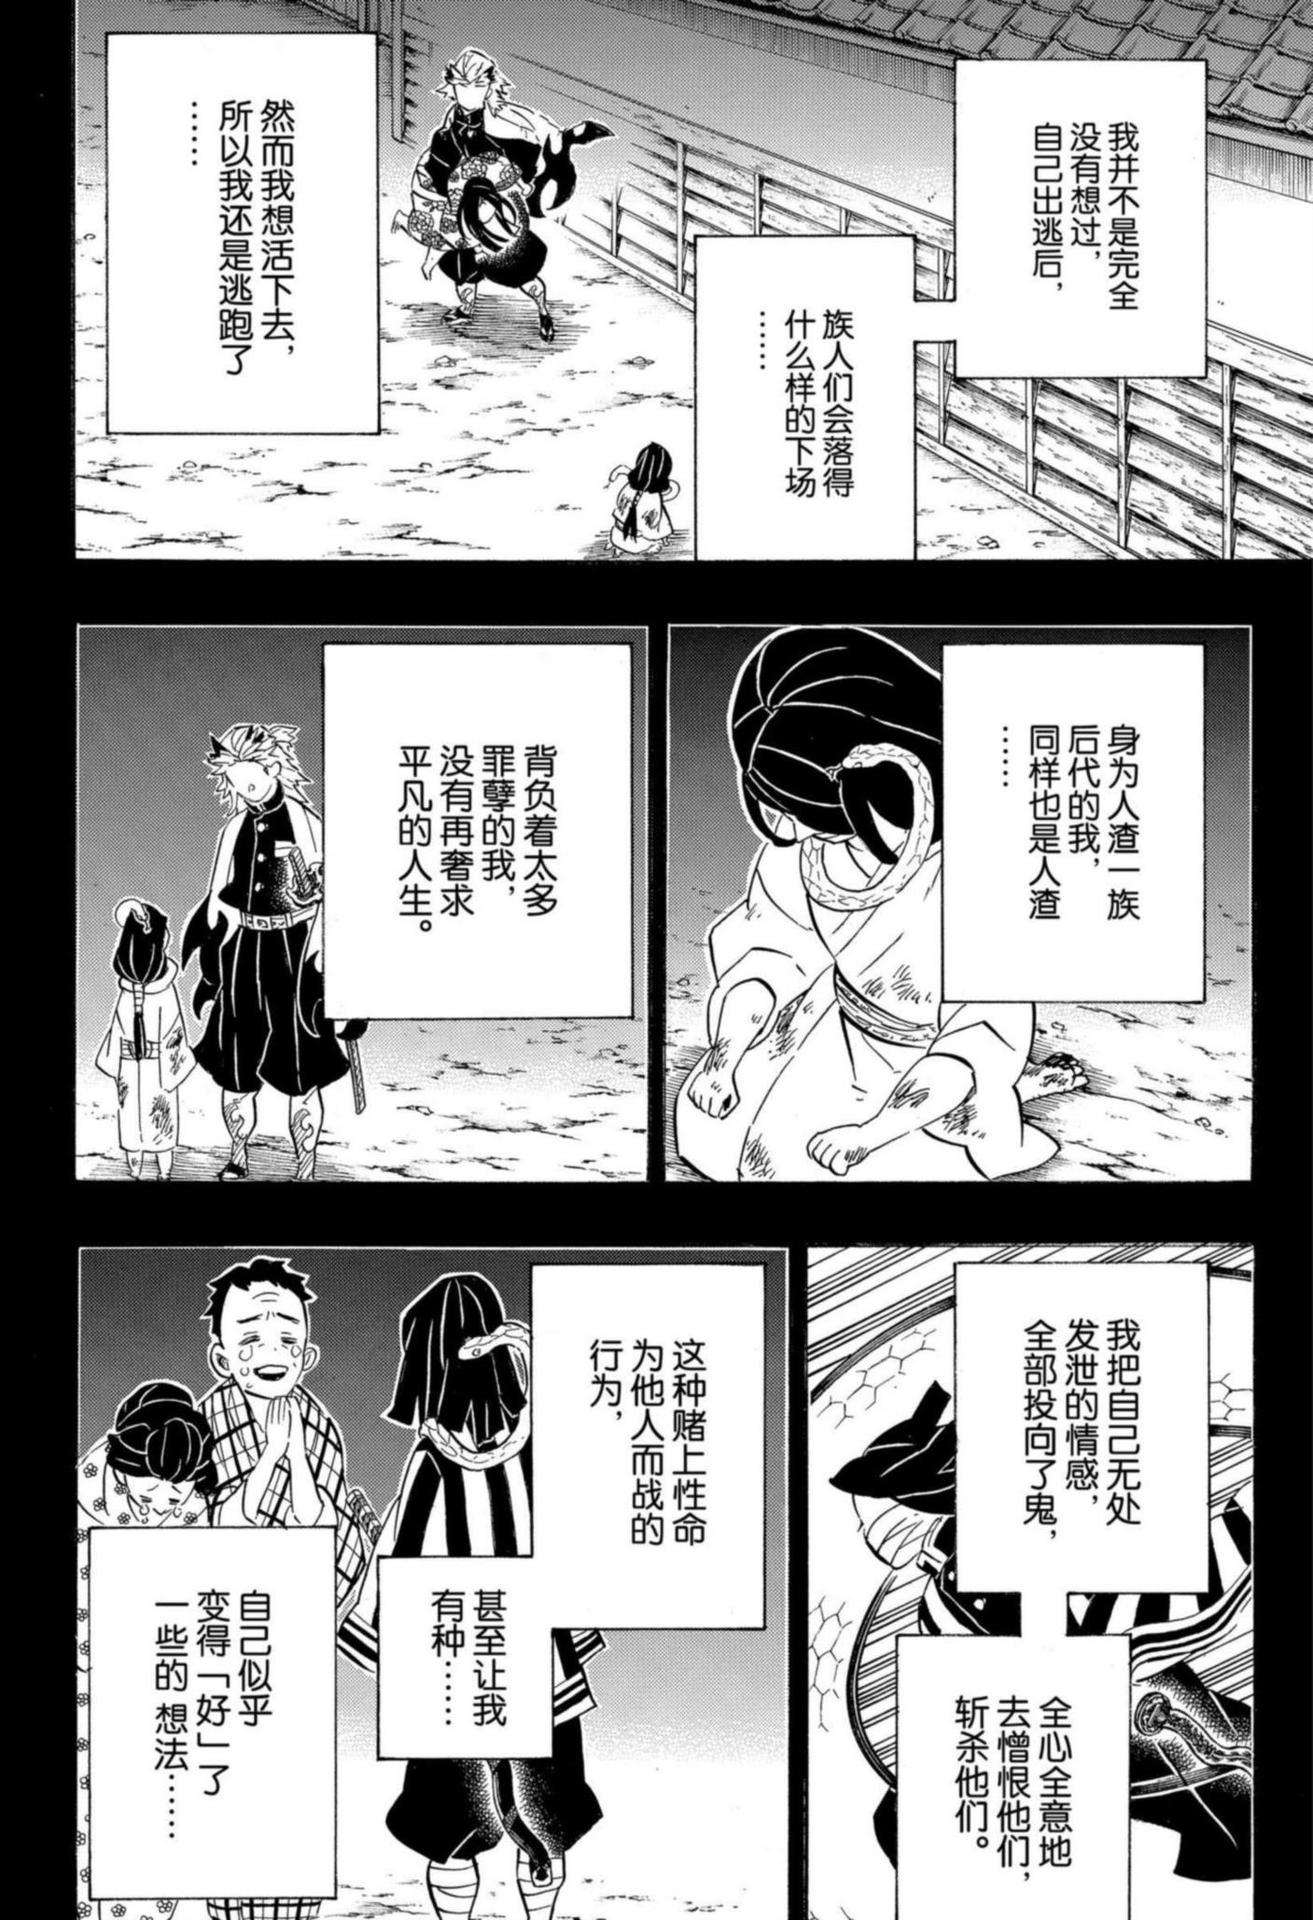 我并不是完全
没有想过，
自己出逃后，
族人们会落得
什么样的下场
……
然而我想活下去，
所以我还是逃跑了
……
身为人渣一族
后代的我，
同样也是人渣
……
背负着太多
罪孽的我，
没有再奢求
平凡的人生。
我把自己无处
发泄的情感，
全部投向了鬼，
全心全意地
去憎恨他们，
斩杀他们。
这种赌上性命
为他人而战的
行为，
甚至让我
有种……
自己似乎
变得「好」了
一些的 想法……